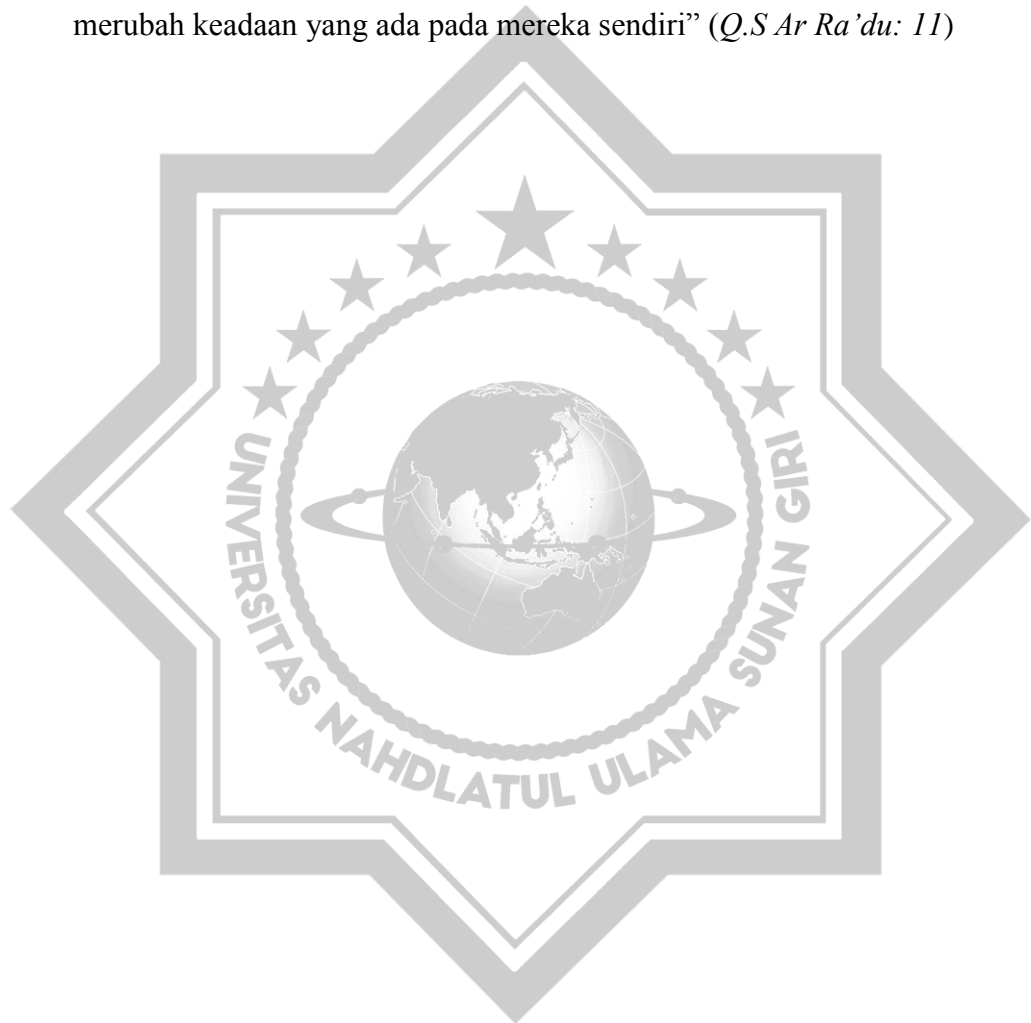 merubah keadaan yang ada pada mereka sendiri” (Q.S Ar Ra’du: 11)
UNIVERSITAS NAHDLATUL ULAMA SUNAN GIRI